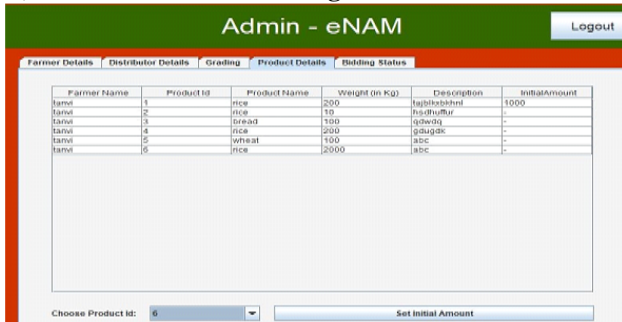 Admin - eNAM
Logout
Farmer Details Distributor Details Grading Product Details Bidding Status
Farmer Name Product Id Product Name Weight (in Kg) Description InitialAmount
tanvi 1 rice 200 1000
tanvi 2 rice 10 -
tanvi 3 bread 100 qdwdq -
tanvi 4 rice 200 gdugdk -
tanvi 5 wheat 100 abc -
tanvi 6 rice 2000 abc -
Choose Product Id: 6 Set Initial Amount